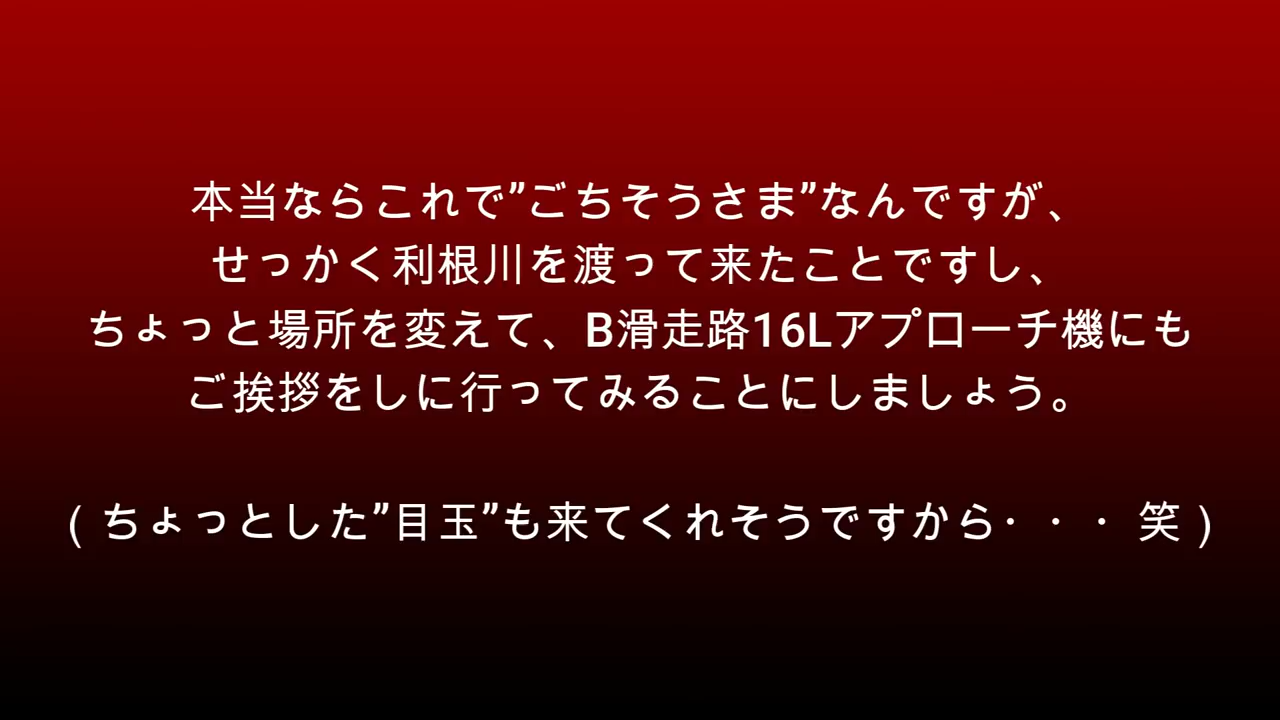 本当ならこれで”ごちそうさま”なんですが、
せっかく利根川を渡って来たことですし、
ちょっと場所を変えて、B滑走路16Lアプローチ機にも
ご挨拶をしに行ってみることにしましょう。
( ちょっとした”目玉”も来てくれそうですから・・・ 笑 )